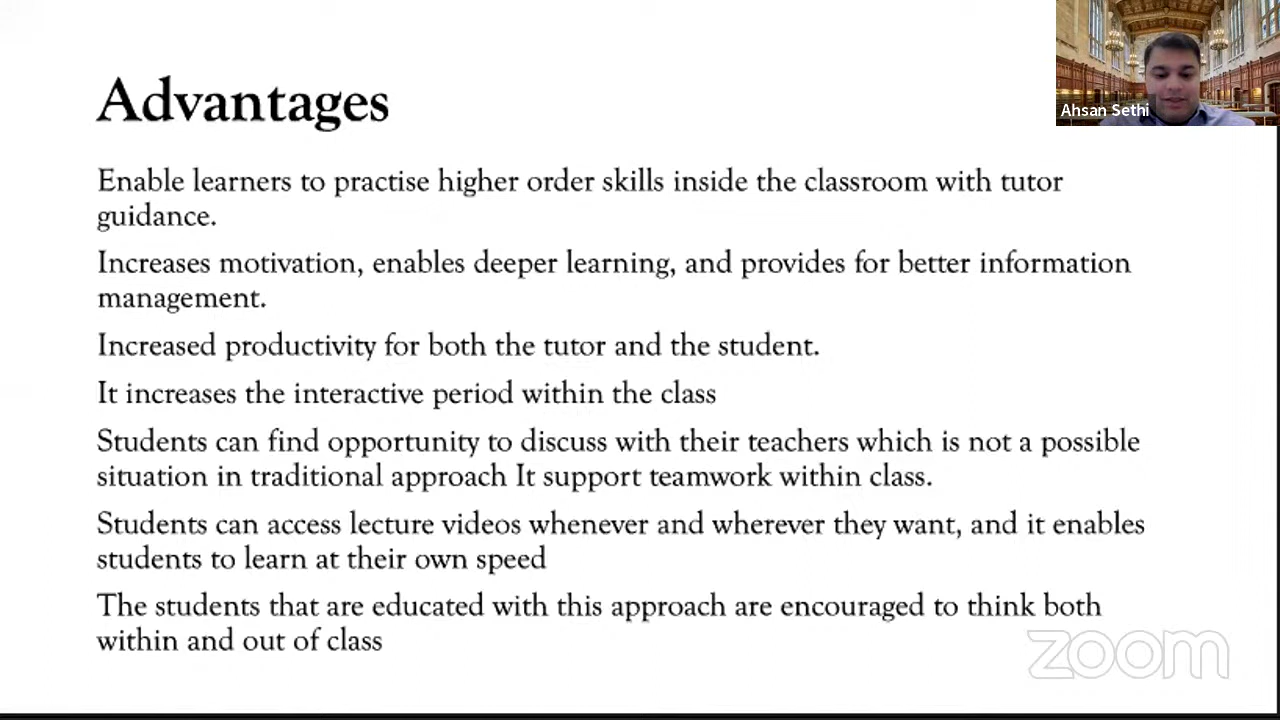 Advantages
Ahsan Sethi
Enable learners to practise higher order skills inside the classroom with tutor
guidance.
Increases motivation, enables deeper learning, and provides for better information
management.
Increased productivity for both the tutor and the student.
It increases the interactive period within the class
Students can find opportunity to discuss with their teachers which is not a possible
situation in traditional approach It support teamwork within class.
Students can access lecture videos whenever and wherever they want, and it enables
students to learn at their own speed
The students that are educated with this approach are encouraged to think both
within and out of class
zoom